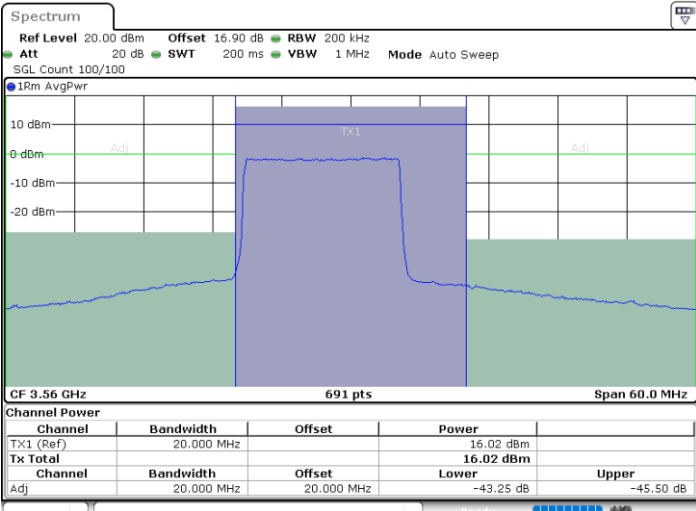 Spectrum
Ref Level 20.00 dBm Offset 16.90 dB RBW 200 kHz
Att 20 dB SWT 200 ms VBW 1 MHz Mode Auto Sweep
SGL Count 100/100
1Rm AvgPwr
10 dBm
TX1
Adj
Adj
0 dBm
-10 dBm
-20 dBm
CF 3.56 GHz 691 pts Span 60.0 MHz
Channel Power
Channel Bandwidth Offset Power
TX1 (Ref) 20.000 MHz 16.02 dBm
Tx Total 16.02 dBm
Channel Bandwidth Offset Lower Upper
Adj 20.000 MHz 20.000 MHz -43.25 dB -45.50 dB